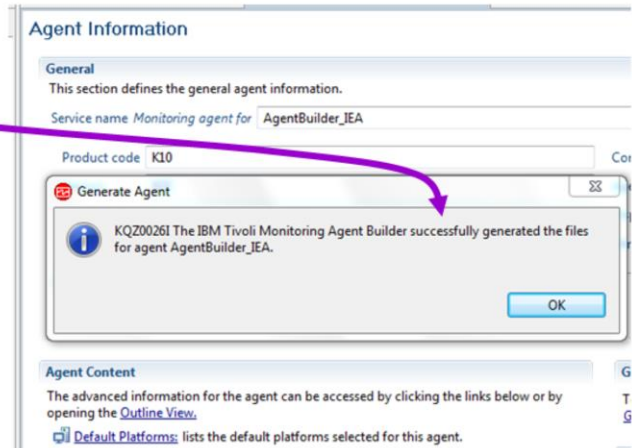 Agent Information
General
This section defines the general agent information.
Service name Monitoring agent for AgentBuilder_IEA
Product code K10
Cor
Generate Agent
KQZ0026I The IBM Tivoli Monitoring Agent Builder successfully generated the files
for agent AgentBuilder_IEA.
OK
Agent Content
G
The advanced information for the agent can be accessed by clicking the links below or by
T
opening the Outline View.
G
Default Platforms: lists the default platforms selected for this agent.